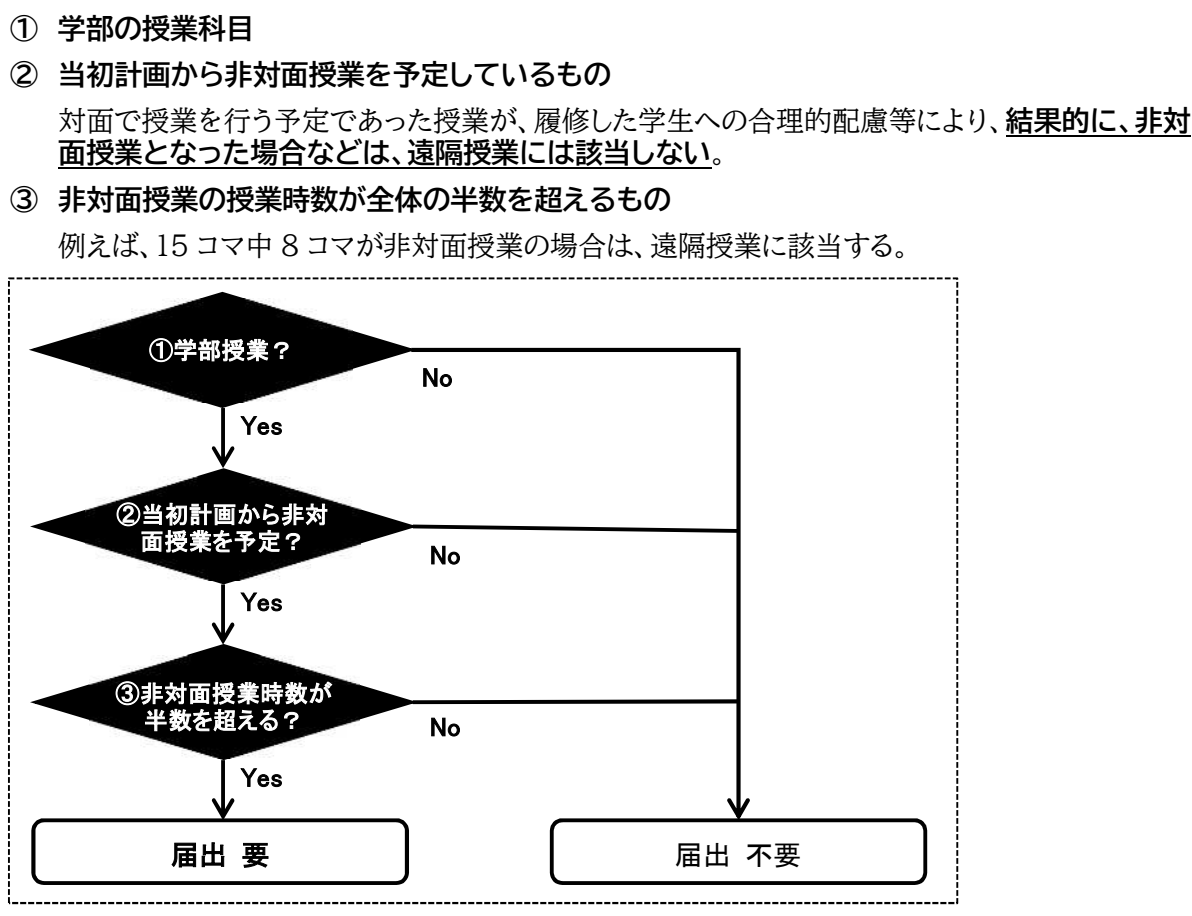 ① 学部の授業科目
② 当初計画から非対面授業を予定しているもの
対面で授業を行う予定であった授業が、履修した学生への合理的配慮等により、結果的に、非対
面授業となった場合などは、遠隔授業には該当しない。
③ 非対面授業の授業時数が全体の半数を超えるもの
例えば、15 コマ中 8 コマが非対面授業の場合は、遠隔授業に該当する。
①学部授業？
No
Yes
②当初計画から非対
面授業を予定？
No
Yes
③非対面授業時数が
半数を超える？
No
Yes
届出 要
届出 不要